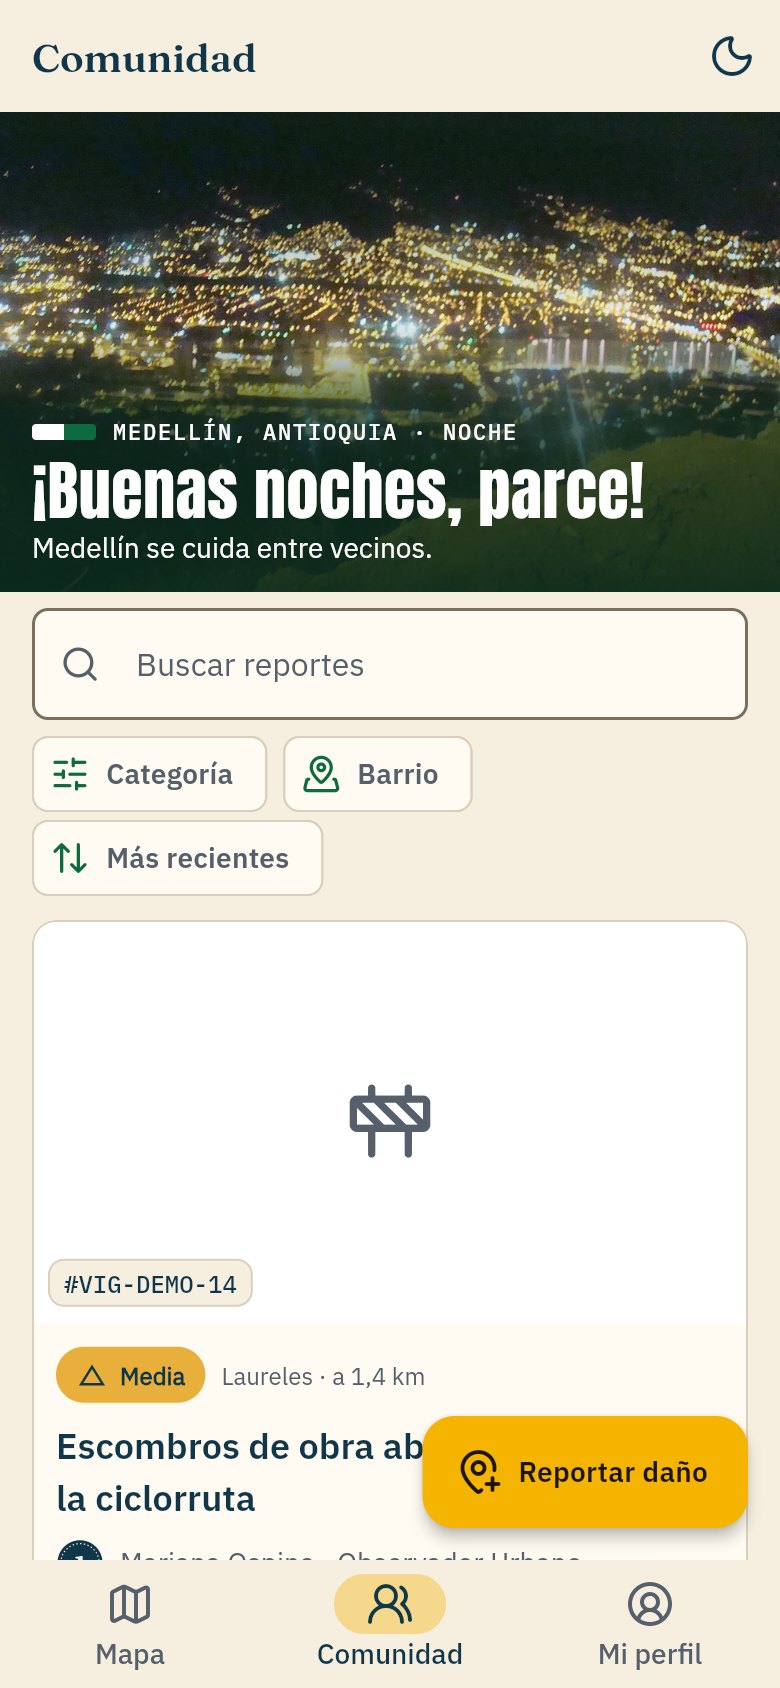 Comunidad
MEDELLÍN, ANTIOQUIA · NOCHE
¡Buenas noches, parce!
Medellín se cuida entre vecinos.
Buscar reportes
Categoría
Barrio
Más recientes
#VIG-DEMO-14
Media
Laureles · a 1,4 km
Escombros de obra ab
la ciclorruta
Reportar daño
Mapa
Comunidad
Mi perfil